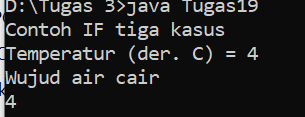 D:\Tugas 3>java Tugas19
Contoh IF tiga kasus
Temperatur (der. C) = 4
Wujud air cair
4